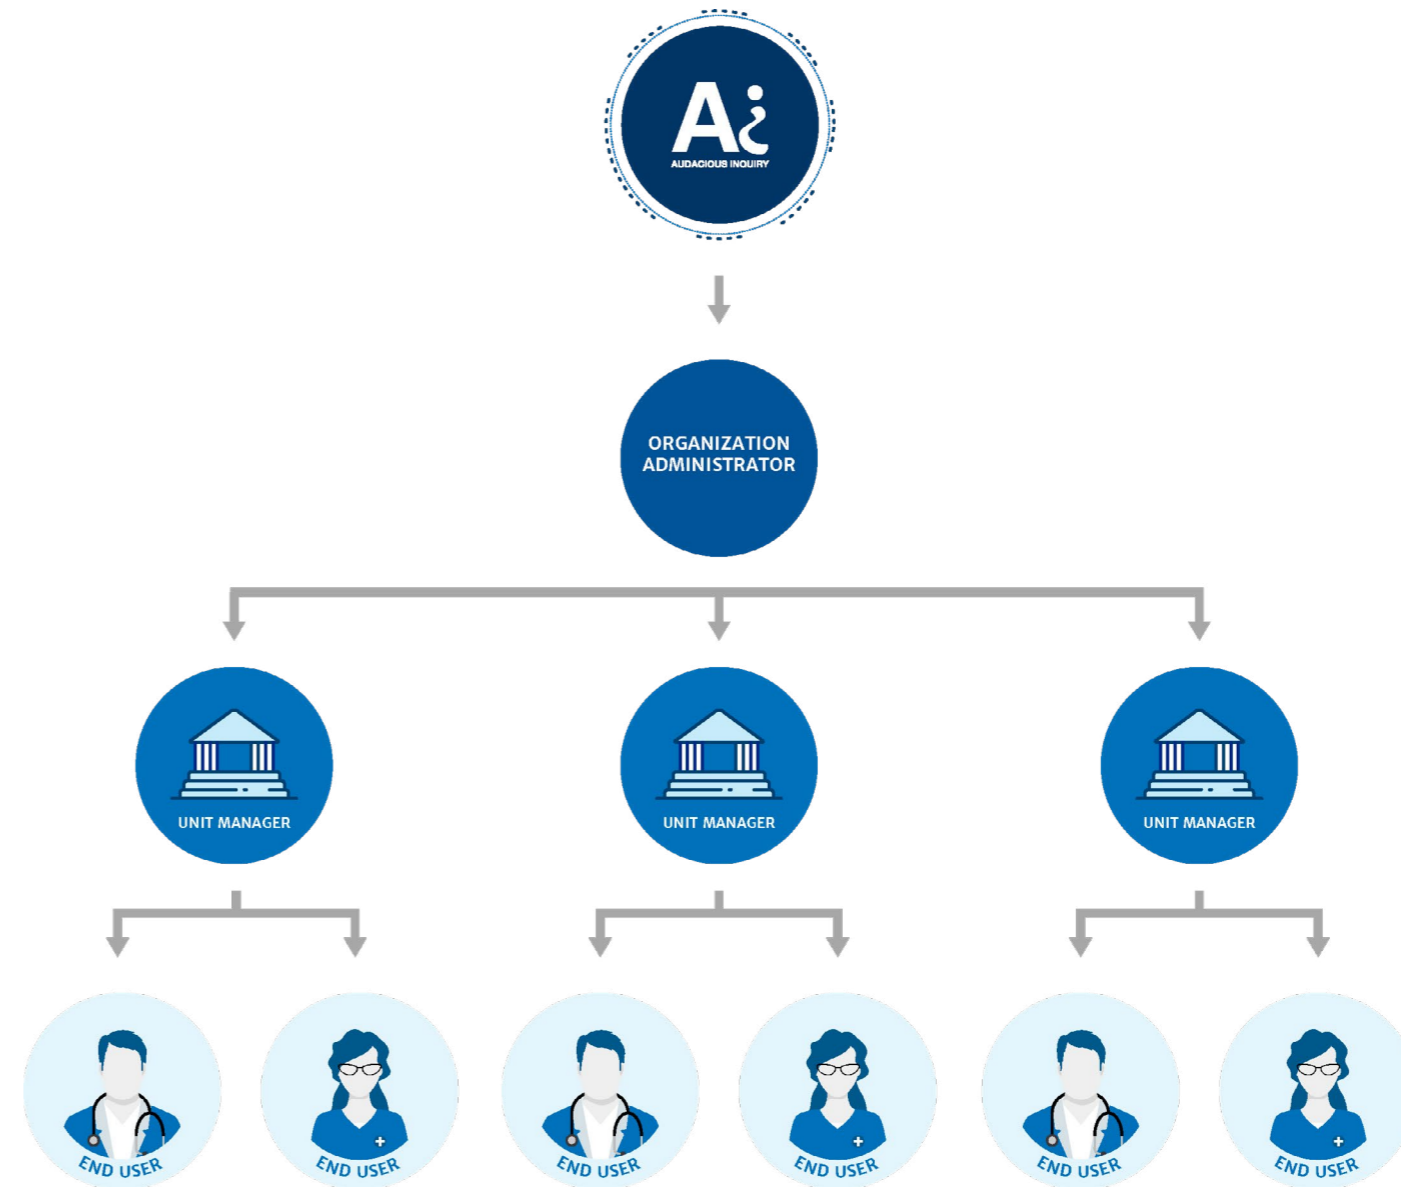 Ai
AUDACIOUS INQUIRY
ORGANIZATION
ADMINISTRATOR
UNIT MANAGER
UNIT MANAGER
UNIT MANAGER
END USER
END USER
END USER
END USER
END USER
END USER